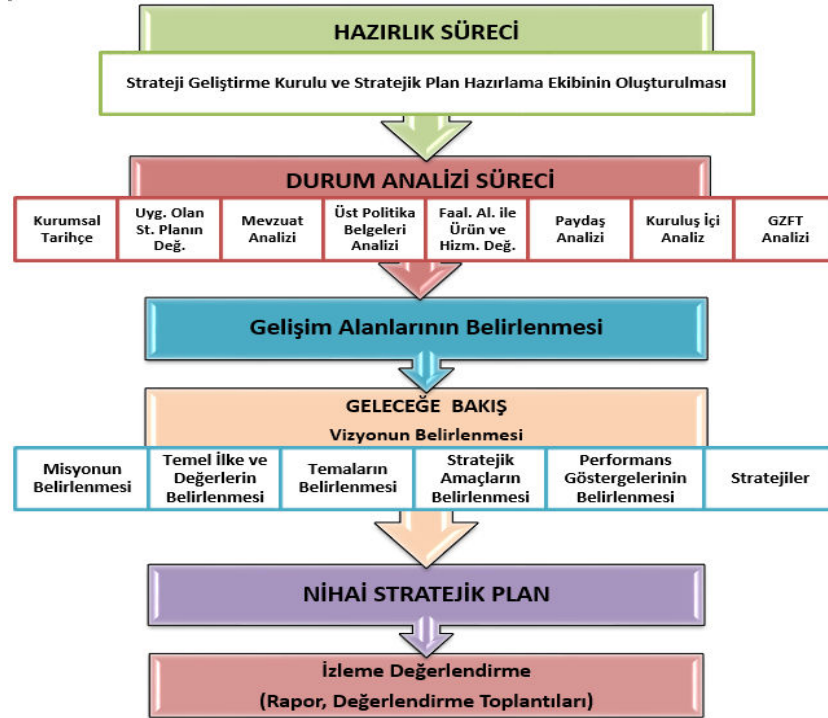 HAZIRLIK SÜRECİ
Strateji Geliştirme Kurulu ve Stratejik Plan Hazırlama Ekibinin Oluşturulması
DURUM ANALİZİ SÜRECİ
Kurumsal
Tarihçe
Uyg. Olan
St. Planın
Değ.
Mevzuat
Analizi
Üst Politika
Belgeleri
Analizi
Faal. Al. ile
Ürün ve
Hizm. Değ.
Paydaş
Analizi
Kuruluş İçi
Analiz
GZFT
Analizi
Gelişim Alanlarının Belirlenmesi
GELECEĞE BAKIŞ
Vizyonun Belirlenmesi
Misyonun
Belirlenmesi
Temel İlke ve
Değerlerin
Belirlenmesi
Temaların
Belirlenmesi
Stratejik
Amaçların
Belirlenmesi
Performans
Göstergelerinin
Belirlenmesi
Stratejiler
NİHAİ STRATEJİK PLAN
İzleme Değerlendirme
(Rapor, Değerlendirme Toplantıları)